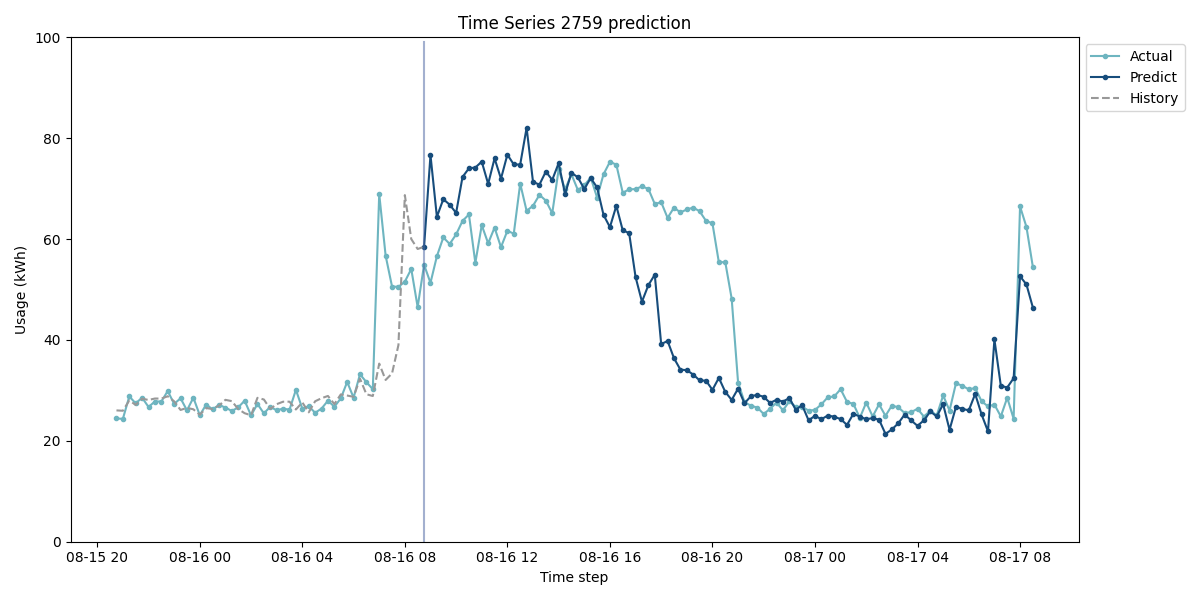 Time Series 2759 prediction
Actual
Predict
History
Usage (kWh)
100
80
60
40
20
0
08-15 20
08-16 00
08-16 04
08-16 08
08-16 12
08-16 16
08-16 20
08-17 00
08-17 04
08-17 08
Time step